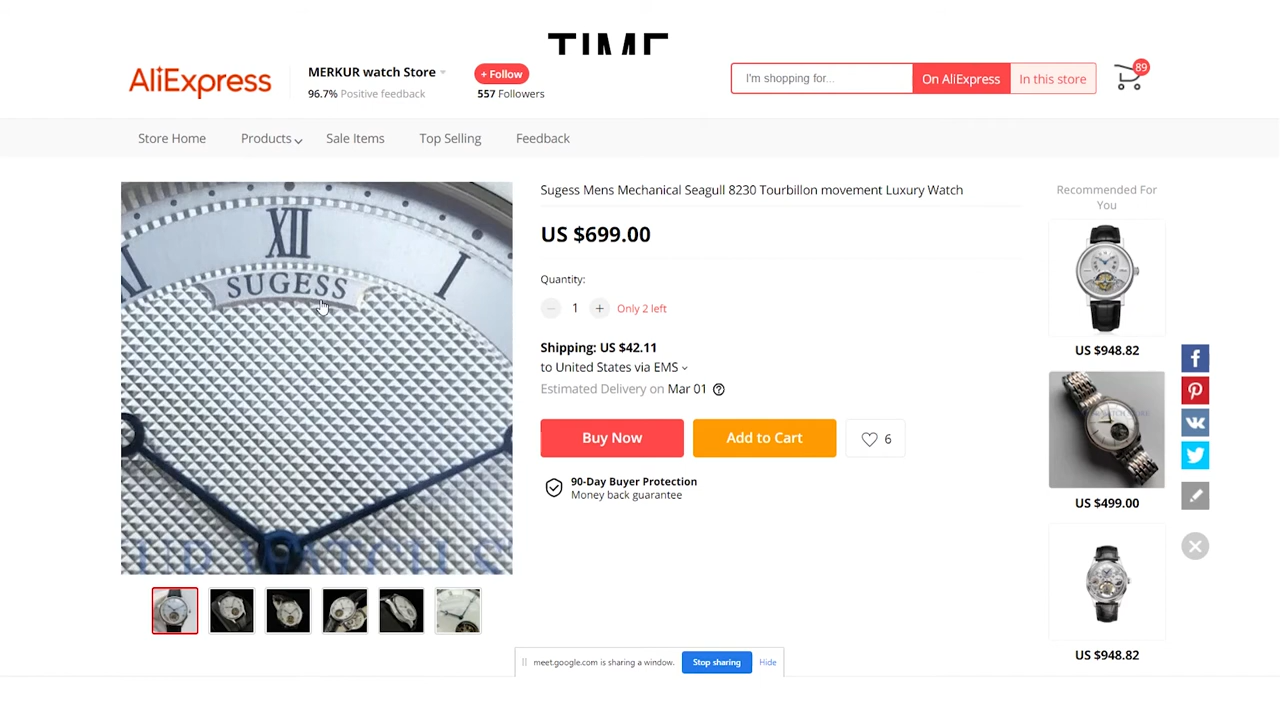 TIME
AliExpress
MERKUR watch Store
96.7% Positive feedback
+ Follow
557 Followers
I'm shopping for...
On AliExpress
In this store
89
Store Home
Products
Sale Items
Top Selling
Feedback
XII
I
SUGESS
Sugess Mens Mechanical Seagull 8230 Tourbillon movement Luxury Watch
US $699.00
Quantity:
1
Only 2 left
Shipping: US $42.11
to United States via EMS
Estimated Delivery on Mar 01
Buy Now
Add to Cart
6
90-Day Buyer Protection
Money back guarantee
Recommended For
You
US $948.82
US $499.00
US $948.82
meet.google.com is sharing a window.
Stop sharing
Hide